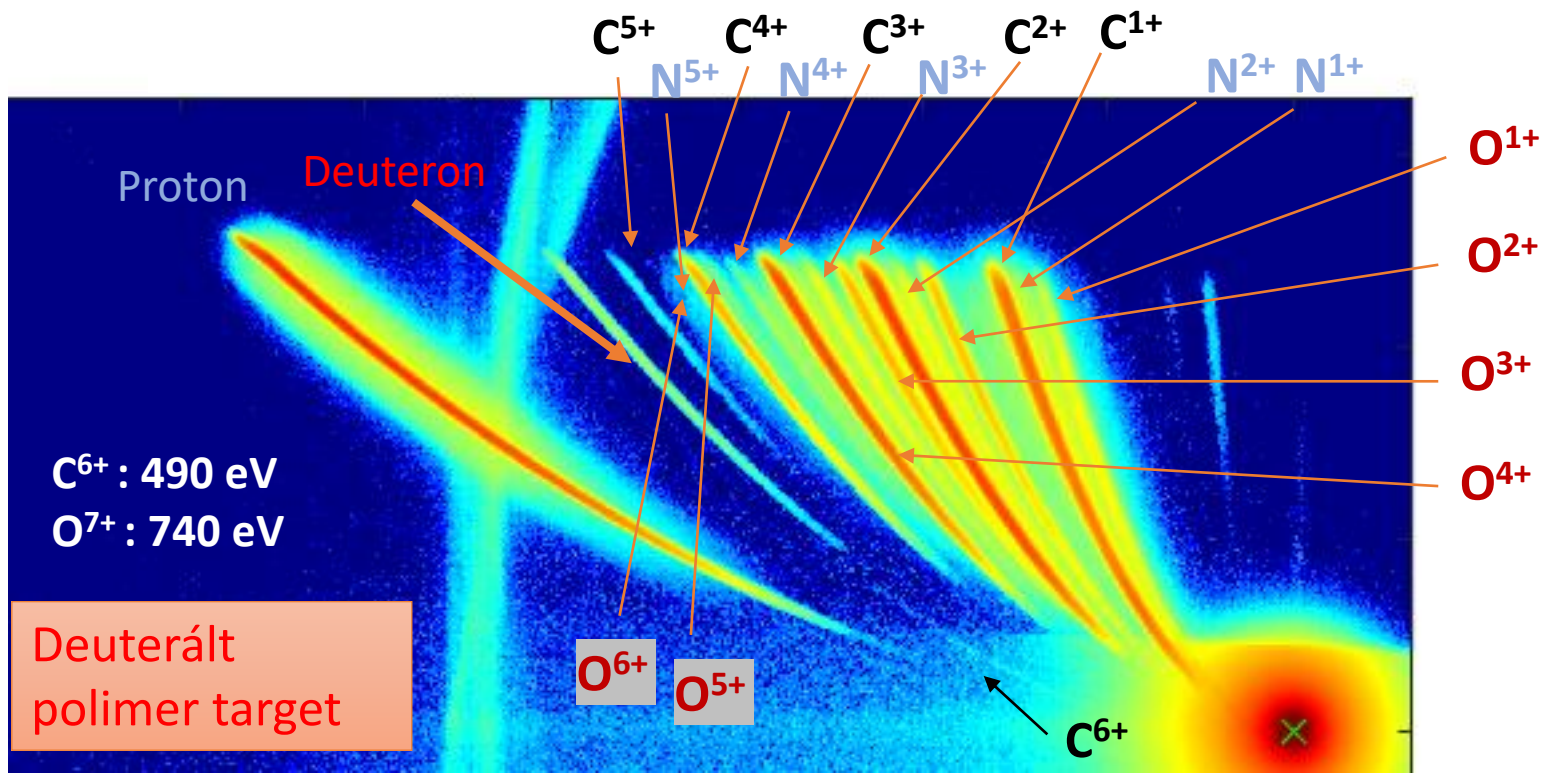 C⁵⁺ C⁴⁺ C³⁺ C²⁺ C¹⁺
N⁵⁺ N⁴⁺ N³⁺ N²⁺ N¹⁺
O¹⁺
Proton Deuteron
O²⁺
O³⁺
C⁶⁺ : 490 eV
O⁴⁺
O⁷⁺ : 740 eV
Deuterált
polimer target
O⁶⁺ O⁵⁺
C⁶⁺